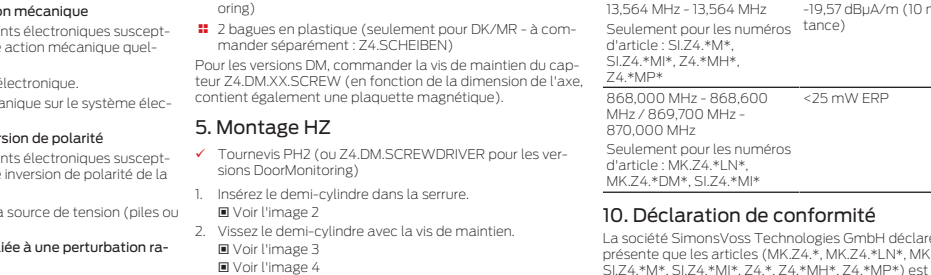 on mécanique
nts électroniques suscept-
e action mécanique quel-
électronique.
anique sur le système élec-
rsion de polarité
nts électroniques suscept-
e inversion de polarité de la
a source de tension (piles ou
liée à une perturbation ra-
oring)
2 bagues en plastique (seulement pour DK/MR - à com-
mander séparément : Z4.SCHEIBEN)
Pour les versions DM, commander la vis de maintien du cap-
teur Z4.DM.XX.SCREW (en fonction de la dimension de l'axe,
contient également une plaquette magnétique).
5. Montage HZ
✓ Tournevis PH2 (ou Z4.DM.SCREWDRIVER pour les ver-
sions DoorMonitoring)
1. Insérez le demi-cylindre dans la serrure.
▣ Voir l'image 2
2. Vissez le demi-cylindre avec la vis de maintien.
▣ Voir l'image 3
▣ Voir l'image 4
13,564 MHz - 13,564 MHz -19,57 dBµA/m (10 m
Seulement pour les numéros tance)
d'article : SI.Z4.*M*,
SI.Z4.*MI*, Z4.*MH*,
Z4.*MP*
868,000 MHz - 868,600 <25 mW ERP
MHz / 869,700 MHz -
870,000 MHz
Seulement pour les numéros
d'article : MK.Z4.*LN*,
MK.Z4.*DM*, SI.Z4.*MI*
10. Déclaration de conformité
La société SimonsVoss Technologies GmbH déclare
présente que les articles (MK.Z4.*, MK.Z4.*LN*, MK
SI.Z4.*M*, SI.Z4.*MI*, Z4.*, Z4.*MH*, Z4.*MP*) est